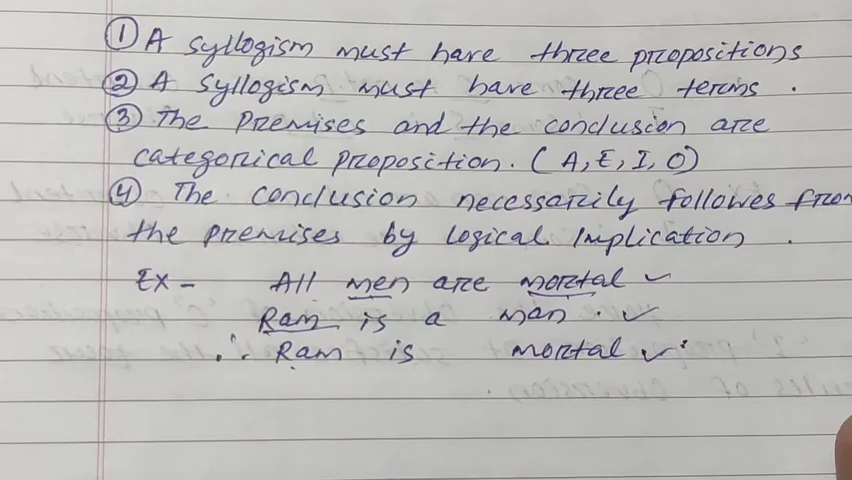 ① A syllogism must have three propositions
② A syllogism must have three terms .
③ The premises and the conclusion are
categorical proposition. ( A, E, I, O)
④ The conclusion necessarily followes from
the premises by logical Implication .
Ex - All men are mortal ✓
Ram is a man . ✓
∴ Ram is mortal ✓